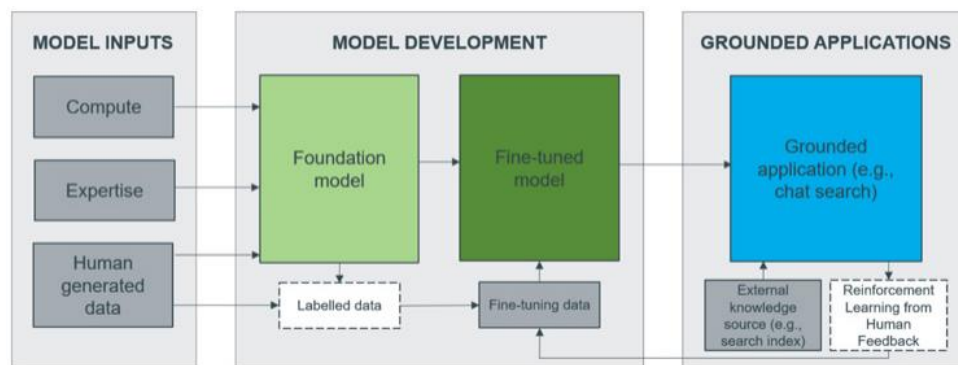 MODEL INPUTS
Compute
Expertise
Human
generated
data
MODEL DEVELOPMENT
Foundation
model
Fine-tuned
model
Labelled data
Fine-tuning data
GROUNDED APPLICATIONS
Grounded
application (e.g.,
chat search)
External
knowledge
source (e.g.,
search index)
Reinforcement
Learning from
Human
Feedback